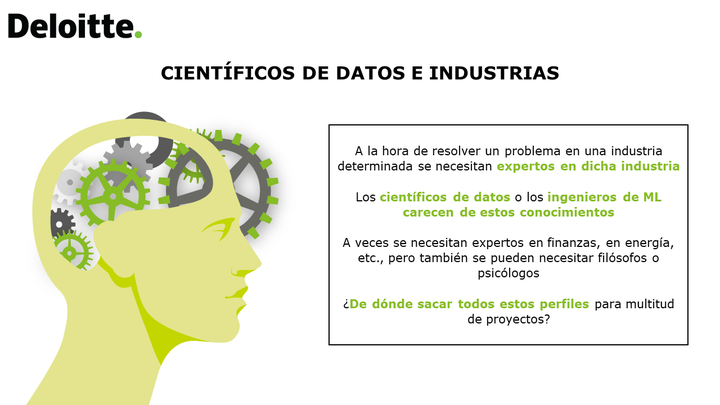 Deloitte.
CIENTÍFICOS DE DATOS E INDUSTRIAS
A la hora de resolver un problema en una industria
determinada se necesitan expertos en dicha industria
Los científicos de datos o los ingenieros de ML
carecen de estos conocimientos
A veces se necesitan expertos en finanzas, en energía,
etc., pero también se pueden necesitar filósofos o
psicólogos
¿De dónde sacar todos estos perfiles para multitud
de proyectos?